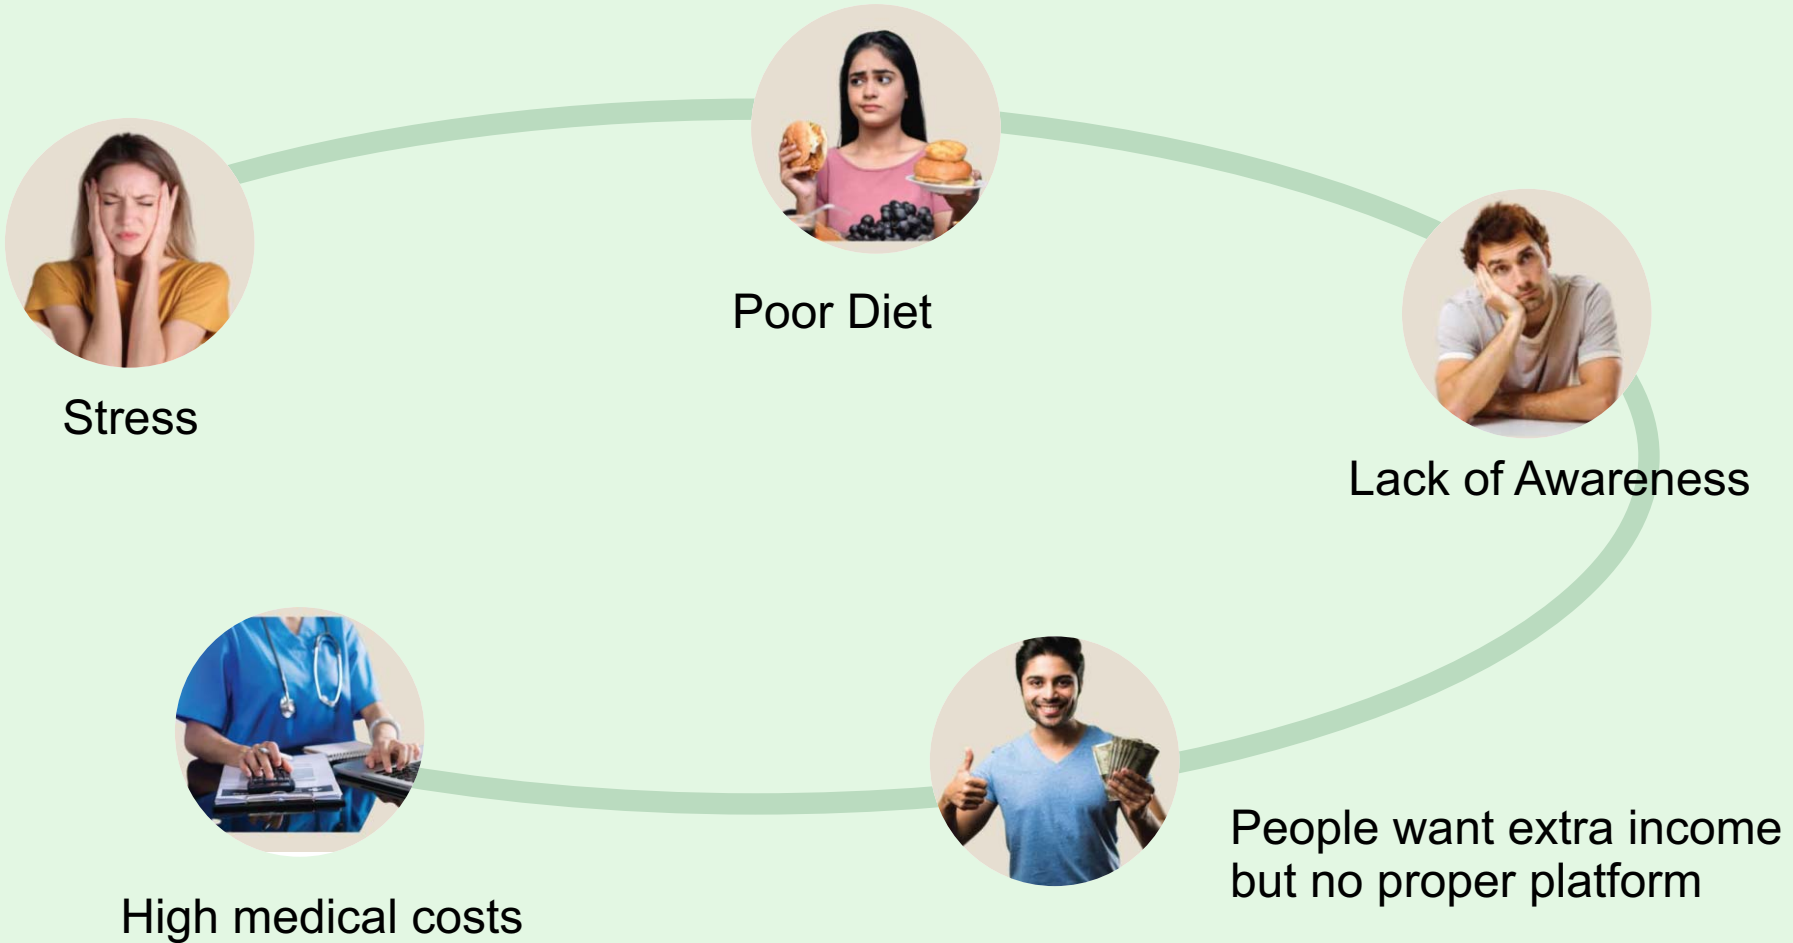 Stress
Poor Diet
Lack of Awareness
People want extra income
but no proper platform
High medical costs